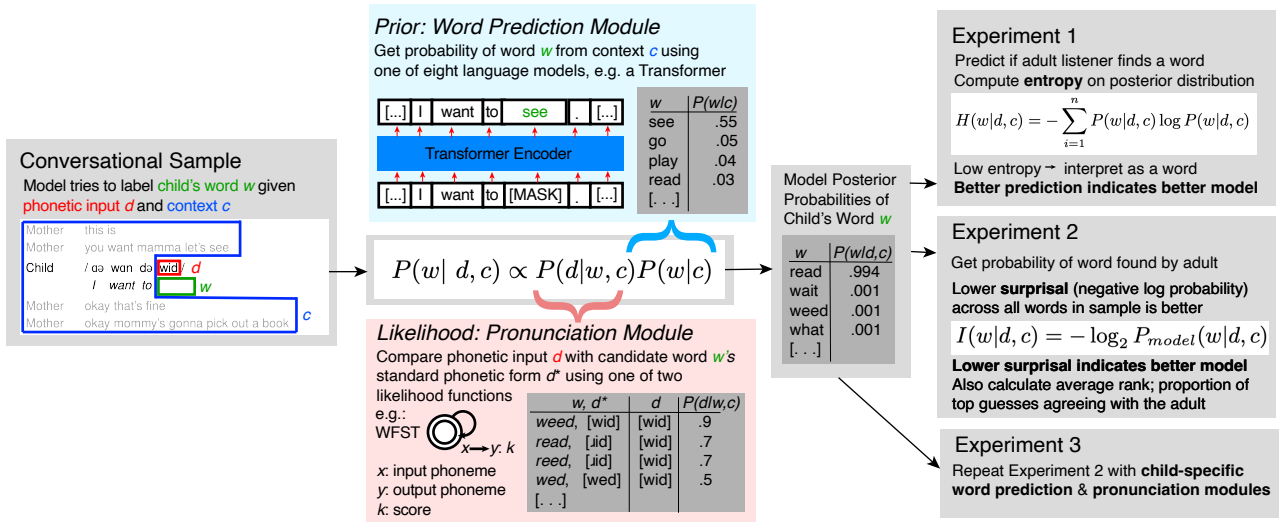 Conversational Sample
Model tries to label child's word w given
phonetic input d and context c
Mother this is
Mother you want mamma let's see
Child / ɑə wɑn də wid / d
I want to w
Mother okay that's fine
Mother okay mommy's gonna pick out a book c
Prior: Word Prediction Module
Get probability of word w from context c using
one of eight language models, e.g. a Transformer
[...] I want to see . [...]
Transformer Encoder
[...] I want to [MASK] . [...]
w P(w|c)
see .55
go .05
play .04
read .03
[. . .]
P(w| d, c) ∝ P(d|w, c)P(w|c)
Likelihood: Pronunciation Module
Compare phonetic input d with candidate word w's
standard phonetic form d* using one of two
likelihood functions
e.g.:
WFST
x→y: k
x: input phoneme
y: output phoneme
k: score
w, d* d P(d|w,c)
weed, [wid] [wid] .9
read, [ɹid] [wid] .7
reed, [ɹid] [wid] .7
wed, [wed] [wid] .5
[. . .]
Model Posterior
Probabilities of
Child's Word w
w P(w|d,c)
read .994
wait .001
weed .001
what .001
[. . .]
Experiment 1
Predict if adult listener finds a word
Compute entropy on posterior distribution
H(w|d, c) = − n∑i=1 P(w|d, c) log P(w|d, c)
Low entropy → interpret as a word
Better prediction indicates better model
Experiment 2
Get probability of word found by adult
Lower surprisal (negative log probability)
across all words in sample is better
I(w|d, c) = − log₂ Pmodel(w|d, c)
Lower surprisal indicates better model
Also calculate average rank; proportion of
top guesses agreeing with the adult
Experiment 3
Repeat Experiment 2 with child-specific
word prediction & pronunciation modules